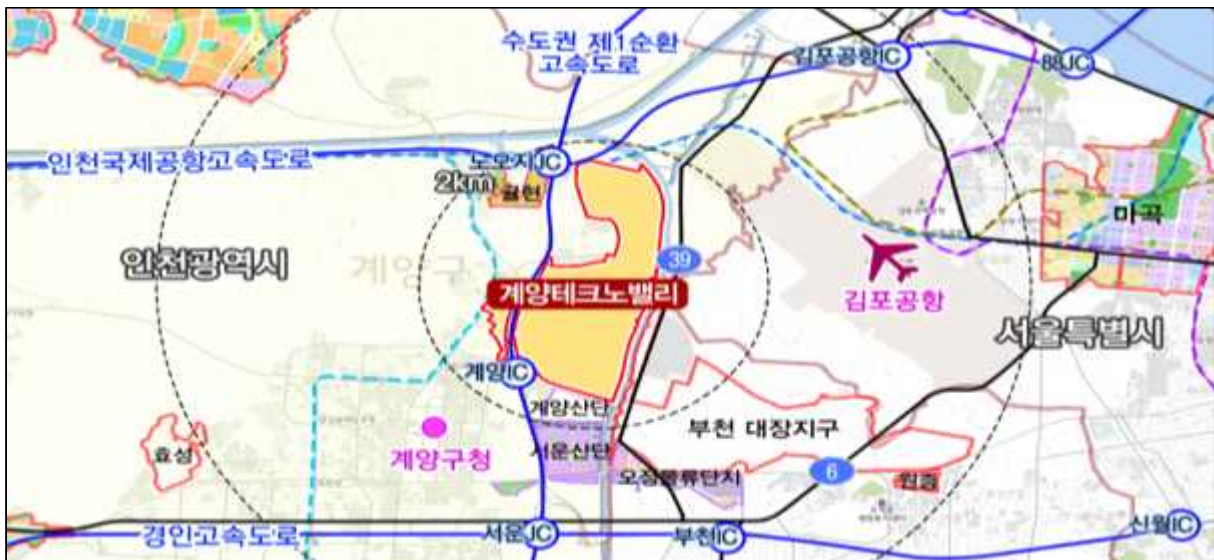 수도권 제1순환
고속도로
김포공항IC
88JC
인천국제공항고속도로
노오지JC
2km
귤현
마곡
인천광역시
계양구
39
김포공항
계양테크노밸리
서울특별시
계양IC
계양산단
부천 대장지구
효성
계양구청
서운산단
오정물류단지
6
원종
경인고속도로
서운JC
부천IC
신월IC